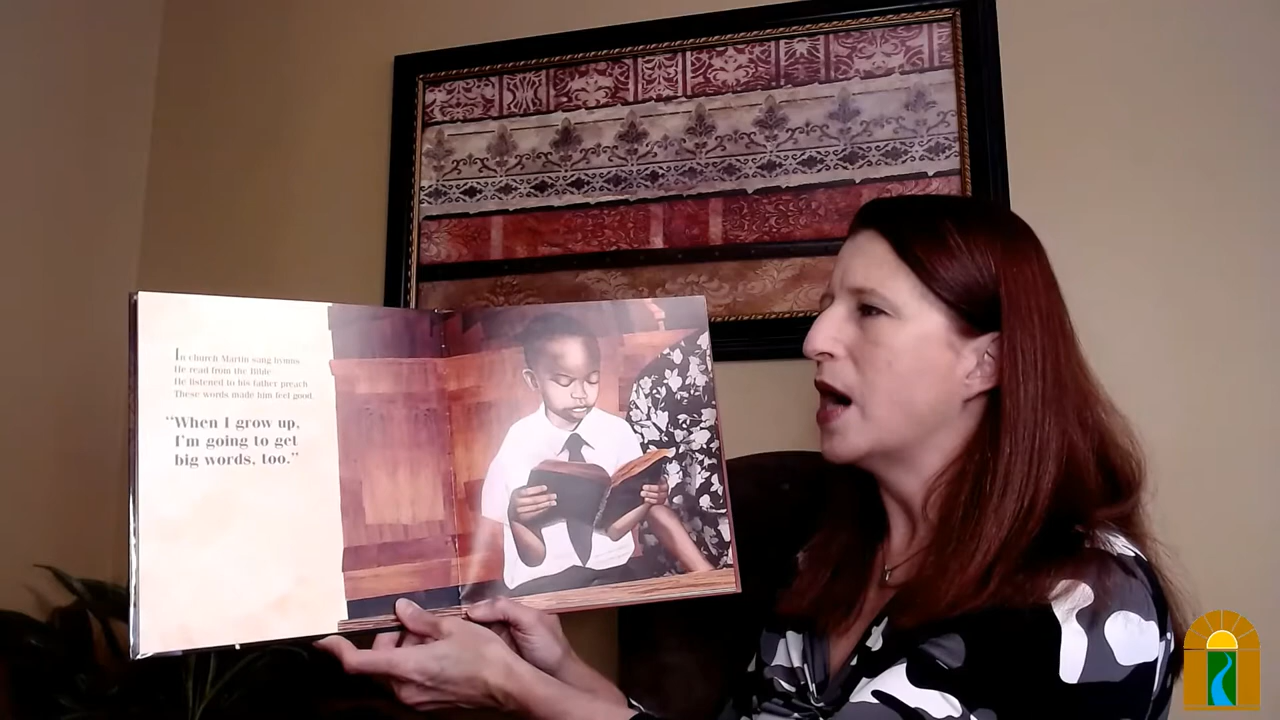 In church Martin sang hymns
He read from the Bible
He listened to his father preach
These words made him feel good.
“When I grow up,
I’m going to get
big words, too.”